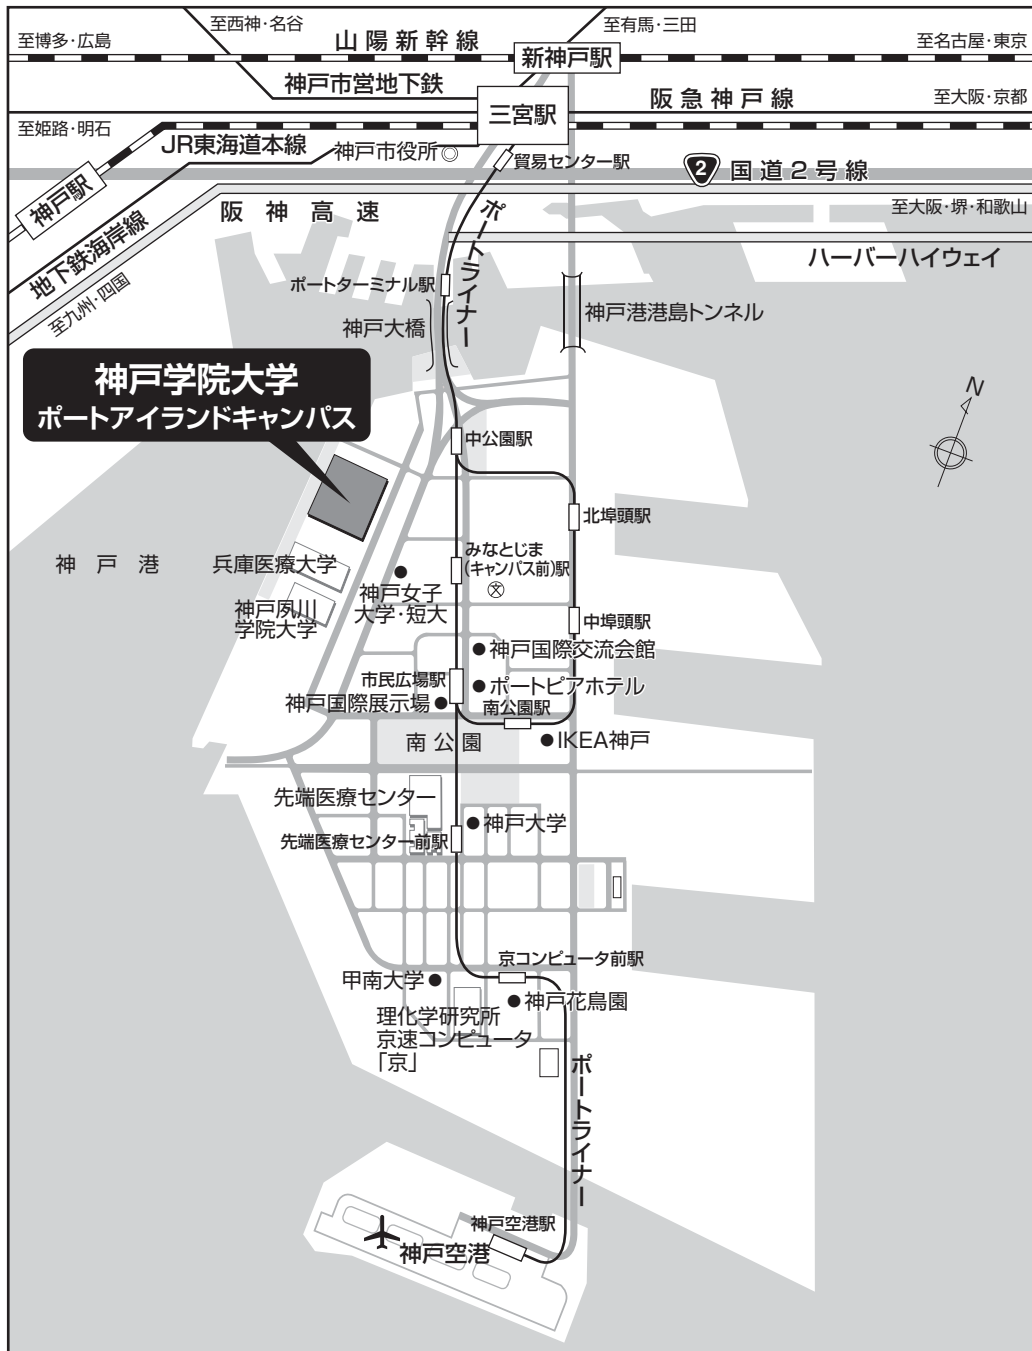 至西神・名谷
至有馬・三田
至博多・広島
山陽新幹線
新神戸駅
至名古屋・東京
神戸市営地下鉄
三宮駅
阪急神戸線
至大阪・京都
至姫路・明石
JR東海道本線
神戸市役所
貿易センター駅
2
国道2号線
神戸駅
阪神高速
至大阪・堺・和歌山
地下鉄海岸線
ポートライナー
ハーバーハイウェイ
至九州・四国
ポートターミナル駅
神戸大橋
神戸港港島トンネル
神戸学院大学
ポートアイランドキャンパス
N
中公園駅
北埠頭駅
神戸港
兵庫医療大学
みなとじま
(キャンパス前)駅
文
神戸女子
大学・短大
神戸夙川
学院大学
中埠頭駅
神戸国際交流会館
市民広場駅
ポートピアホテル
神戸国際展示場
南公園駅
南公園
IKEA神戸
先端医療センター
神戸大学
先端医療センター前駅
京コンピュータ前駅
甲南大学
神戸花鳥園
理化学研究所
京速コンピュータ
「京」
ポートライナー
神戸空港駅
神戸空港